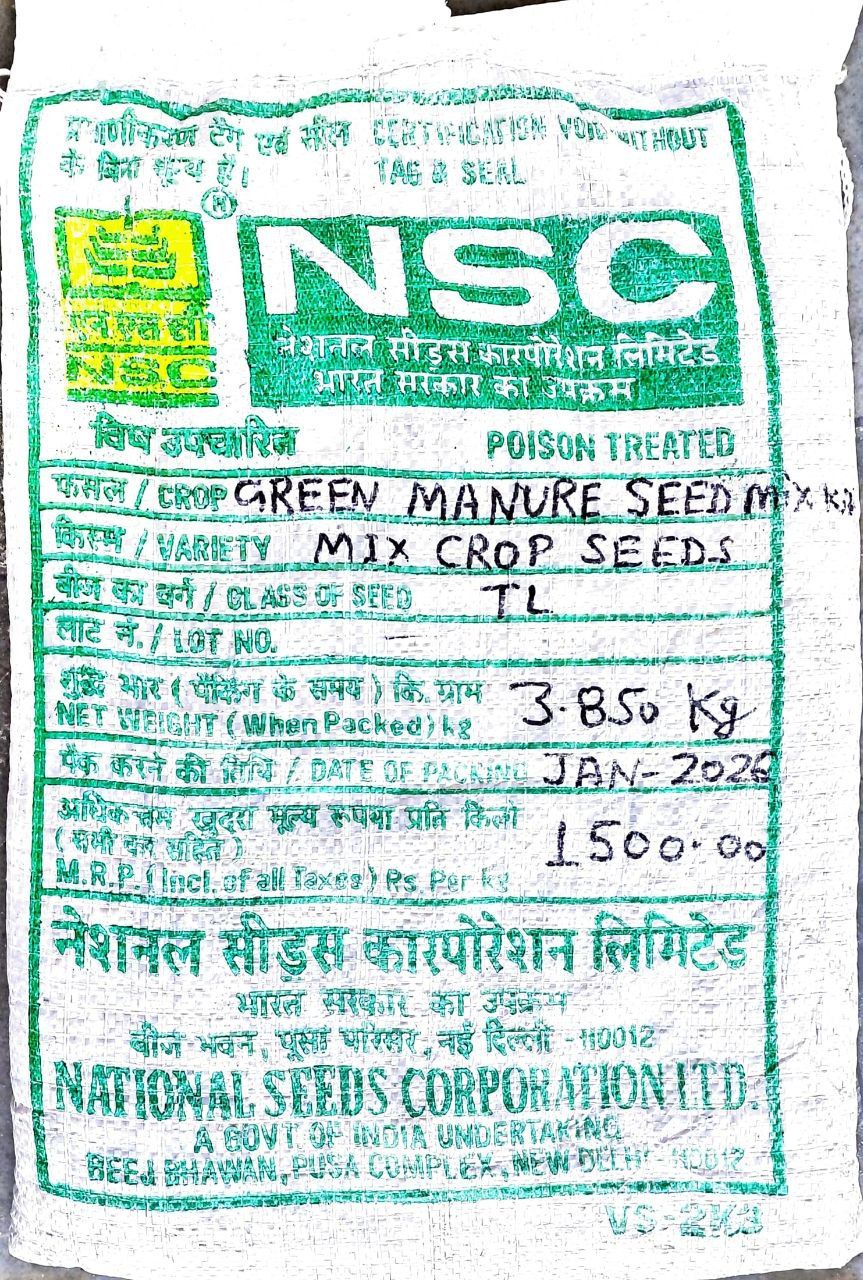 प्रमाणीकरण टैग एवं सील CERTIFICATION VOID WITHOUT
के बिना शून्य है। TAG & SEAL
R
NSC
एन एस सी
नेशनल सीड्स कारपोरेशन लिमिटेड
भारत सरकार का उपक्रम
NSC
विष उपचारित POISON TREATED
फसल / CROP GREEN MANURE SEED MIX
किस्म / VARIETY MIX CROP SEEDS
बीज का वर्ग / CLASS OF SEED TL
लाट नं. / LOT NO. —
शुद्ध भार ( पैकिंग के समय ) कि. ग्राम
NET WEIGHT ( When Packed) kg 3.850 Kg
पैक करने की तिथि / DATE OF PACKING JAN-2026
अधिकतम खुदरा मूल्य रूपया प्रति किलो
( सभी कर सहित )
M.R.P. (Incl. of all Taxes) Rs. Per kg 1500.00
नेशनल सीड्स कारपोरेशन लिमिटेड
भारत सरकार का उपक्रम
बीज भवन, पूसा परिसर, नई दिल्ली - 110012
NATIONAL SEEDS CORPORATION LTD.
A GOVT OF INDIA UNDERTAKING
BEEJ BHAWAN, PUSA COMPLEX, NEW DELHI - 110012